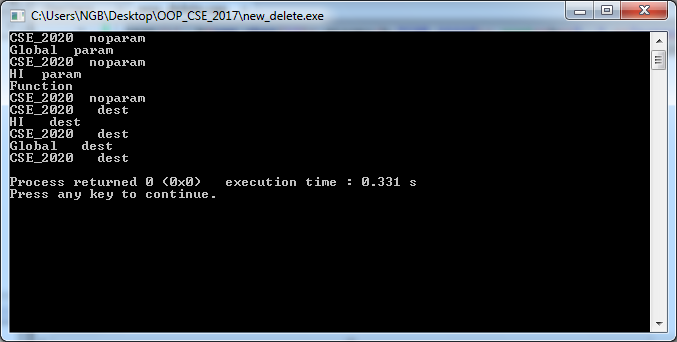 C:\Users\NGB\Desktop\OOP_CSE_2017\new_delete.exe
CSE_2020  noparam
Global  param
CSE_2020  noparam
HI  param
Function
CSE_2020  noparam
CSE_2020   dest
HI   dest
CSE_2020   dest
Global   dest
CSE_2020   dest

Process returned 0 (0x0)   execution time : 0.331 s
Press any key to continue.